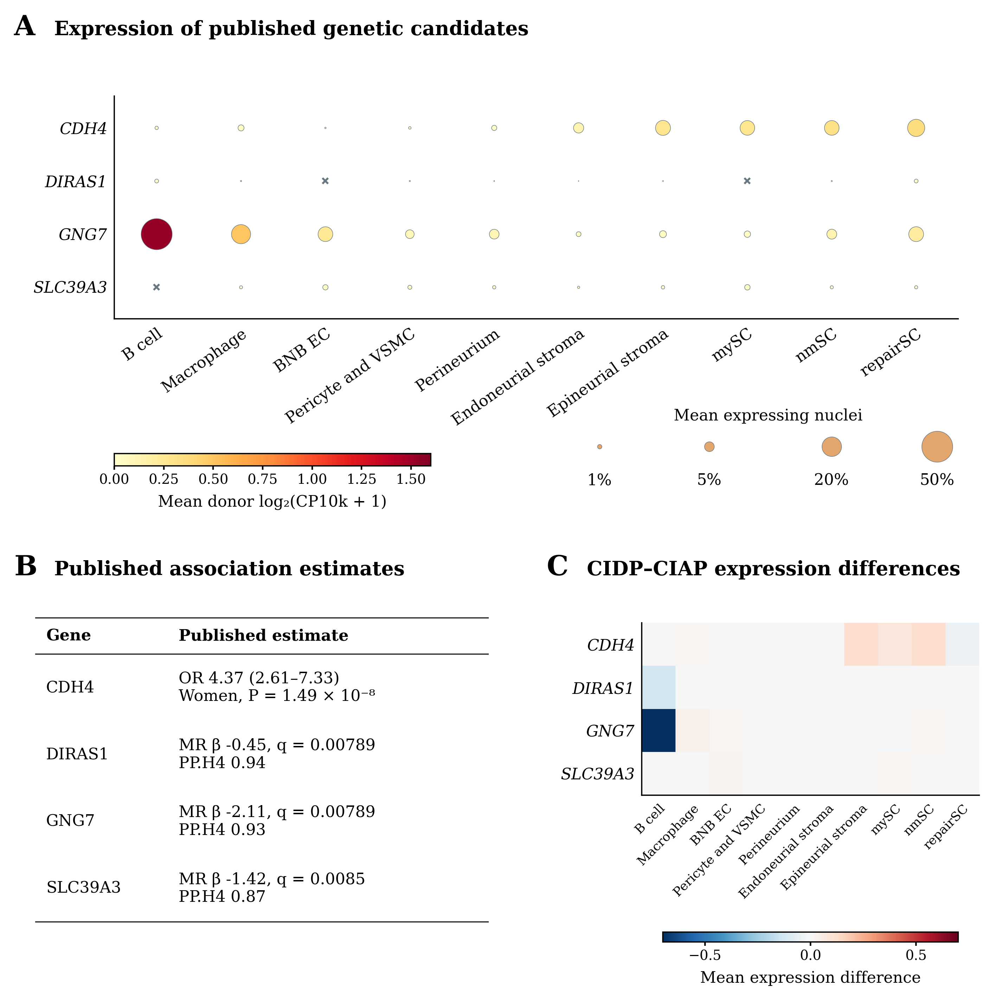 A Expression of published genetic candidates
CDH4
DIRAS1
GNG7
SLC39A3
B cell
Macrophage
BNB EC
Pericyte and VSMC
Perineurium
Endoneurial stroma
Epineurial stroma
mySC
nmSC
repairSC
Mean expressing nuclei
1% 5% 20% 50%
0.00 0.25 0.50 0.75 1.00 1.25 1.50
Mean donor log₂(CP10k + 1)
B Published association estimates
Gene Published estimate
CDH4
OR 4.37 (2.61–7.33)
Women, P = 1.49 × 10⁻⁸
DIRAS1
MR β -0.45, q = 0.00789
PP.H4 0.94
GNG7
MR β -2.11, q = 0.00789
PP.H4 0.93
SLC39A3
MR β -1.42, q = 0.0085
PP.H4 0.87
C CIDP–CIAP expression differences
CDH4
DIRAS1
GNG7
SLC39A3
B cell
Macrophage
BNB EC
Pericyte and VSMC
Perineurium
Endoneurial stroma
Epineurial stroma
mySC
nmSC
repairSC
−0.5 0.0 0.5
Mean expression difference